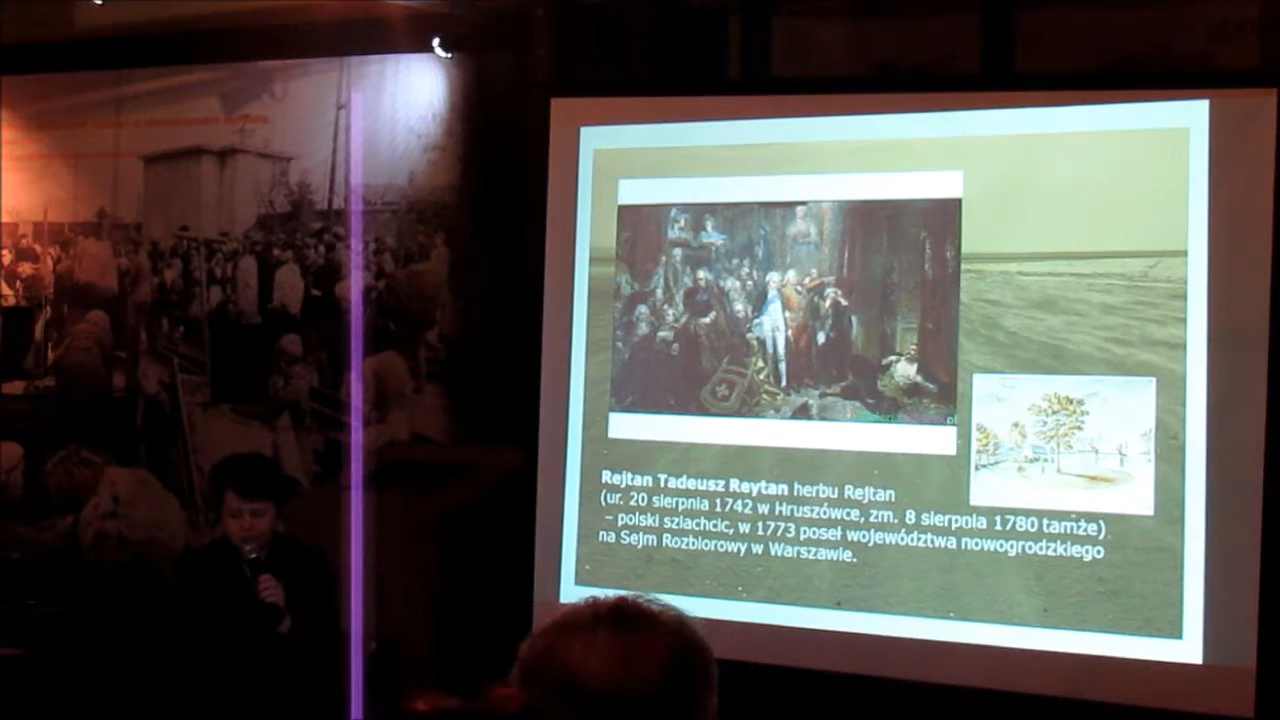 Rejtan Tadeusz Reytan herbu Rejtan
(ur. 20 sierpnia 1742 w Hruszówce, zm. 8 sierpnia 1780 tamże)
– polski szlachcic, w 1773 poseł województwa nowogrodzkiego
na Sejm Rozbiorowy w Warszawie.